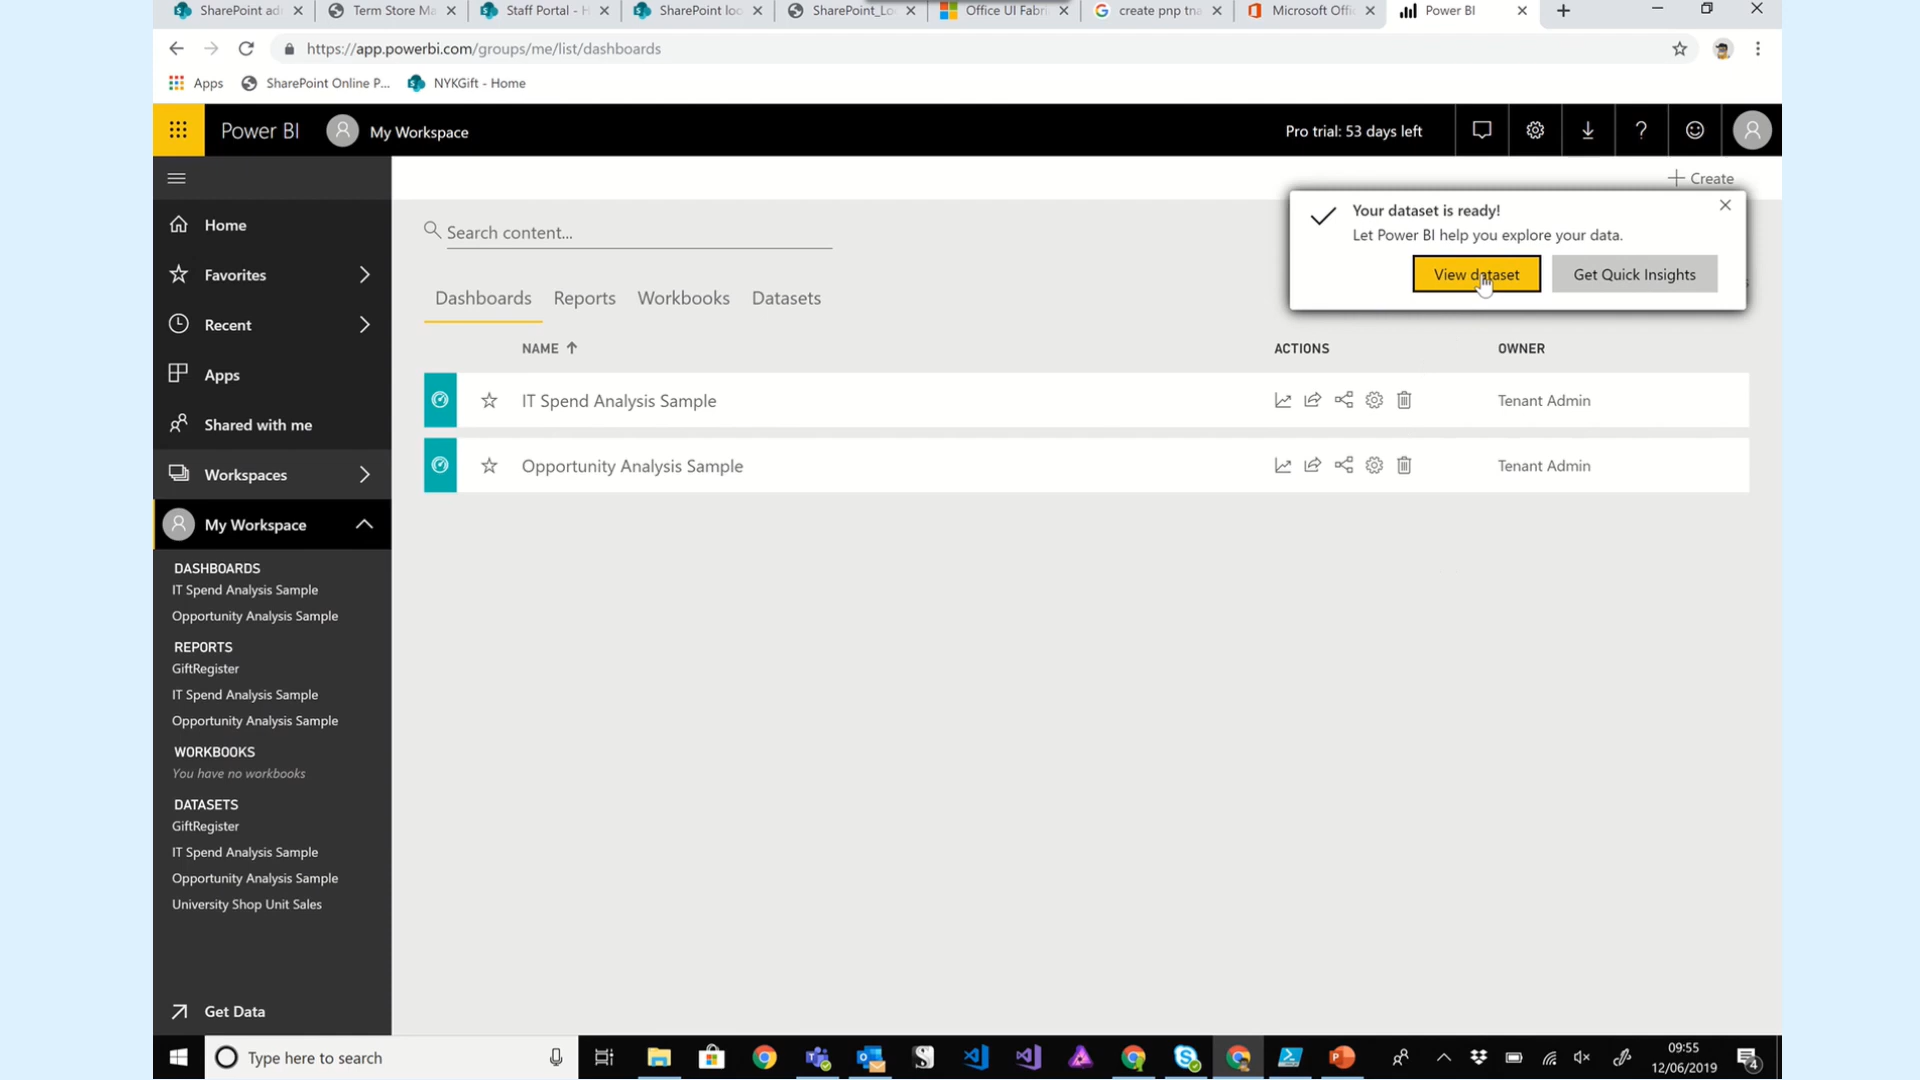 SharePoint ad
Term Store Ma
Staff Portal - H
SharePoint loo
SharePoint_Lo
Office UI Fabri
create pnp tna
Microsoft Offi
Power BI
https://app.powerbi.com/groups/me/list/dashboards
Apps
SharePoint Online P...
NYKGift - Home
Power BI
My Workspace
Pro trial: 53 days left
Create
Your dataset is ready!
Let Power BI help you explore your data.
View dataset
Get Quick Insights
Home
Favorites
Recent
Apps
Shared with me
Workspaces
My Workspace
DASHBOARDS
IT Spend Analysis Sample
Opportunity Analysis Sample
REPORTS
GiftRegister
IT Spend Analysis Sample
Opportunity Analysis Sample
WORKBOOKS
You have no workbooks
DATASETS
GiftRegister
IT Spend Analysis Sample
Opportunity Analysis Sample
University Shop Unit Sales
Get Data
Search content...
Dashboards Reports Workbooks Datasets
NAME ACTIONS OWNER
IT Spend Analysis Sample Tenant Admin
Opportunity Analysis Sample Tenant Admin
Type here to search
09:55
12/06/2019
4